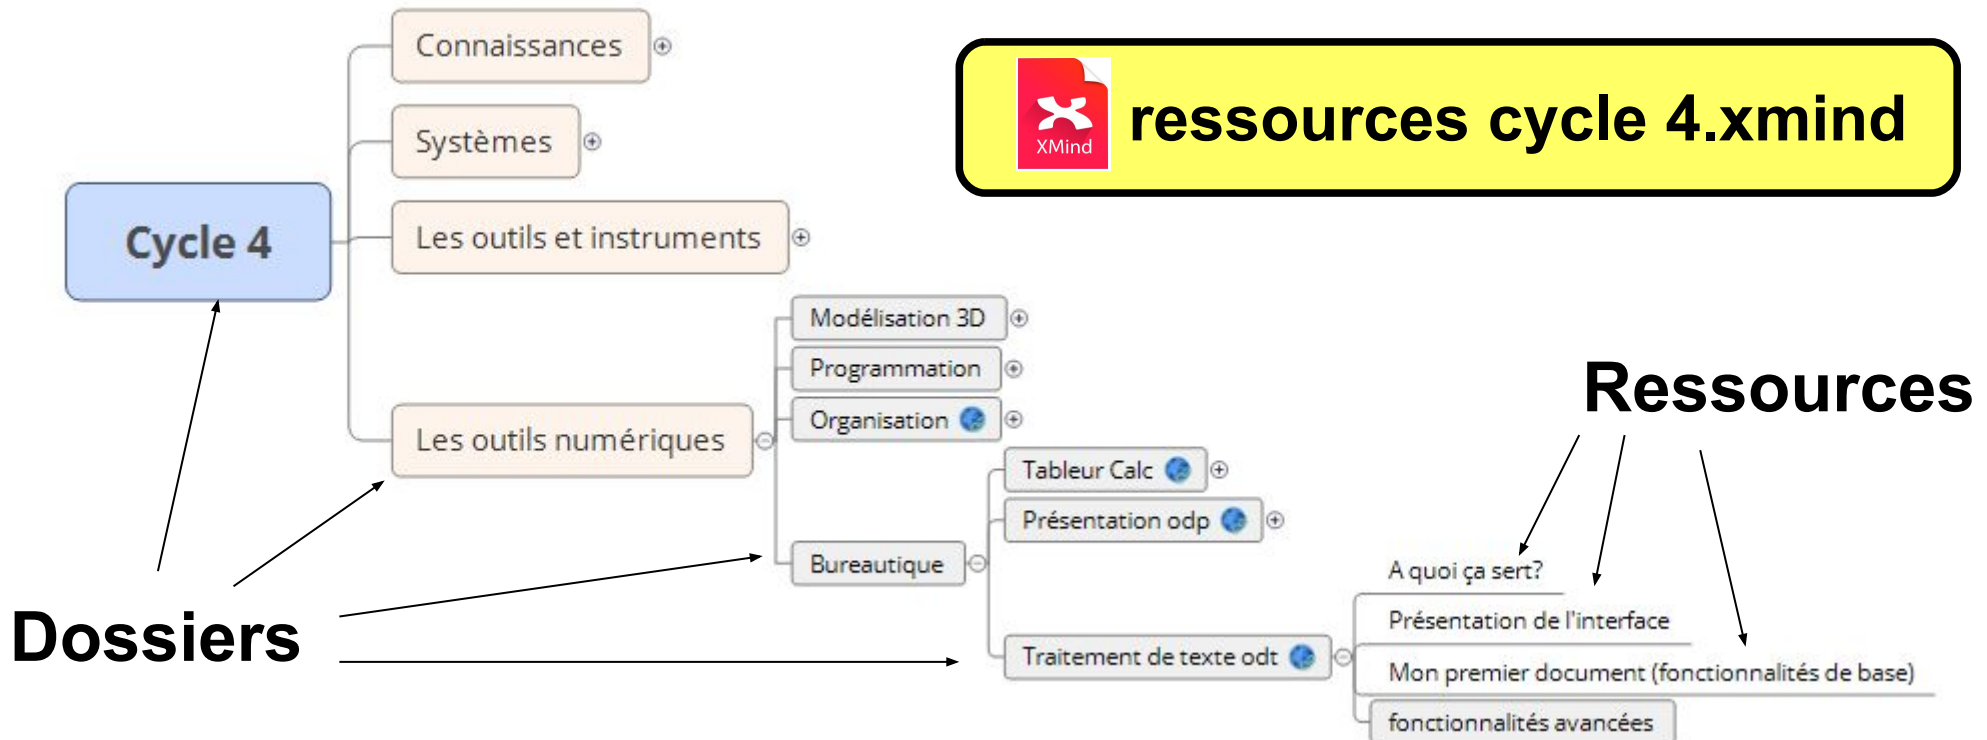 Connaissances
XMind
ressources cycle 4.xmind
Systèmes
Cycle 4
Les outils et instruments
Modélisation 3D
Programmation
Organisation
Ressources
Les outils numériques
Tableur Calc
Présentation odp
Bureautique
A quoi ça sert?
Présentation de l'interface
Dossiers
Traitement de texte odt
Mon premier document (fonctionnalités de base)
fonctionnalités avancées